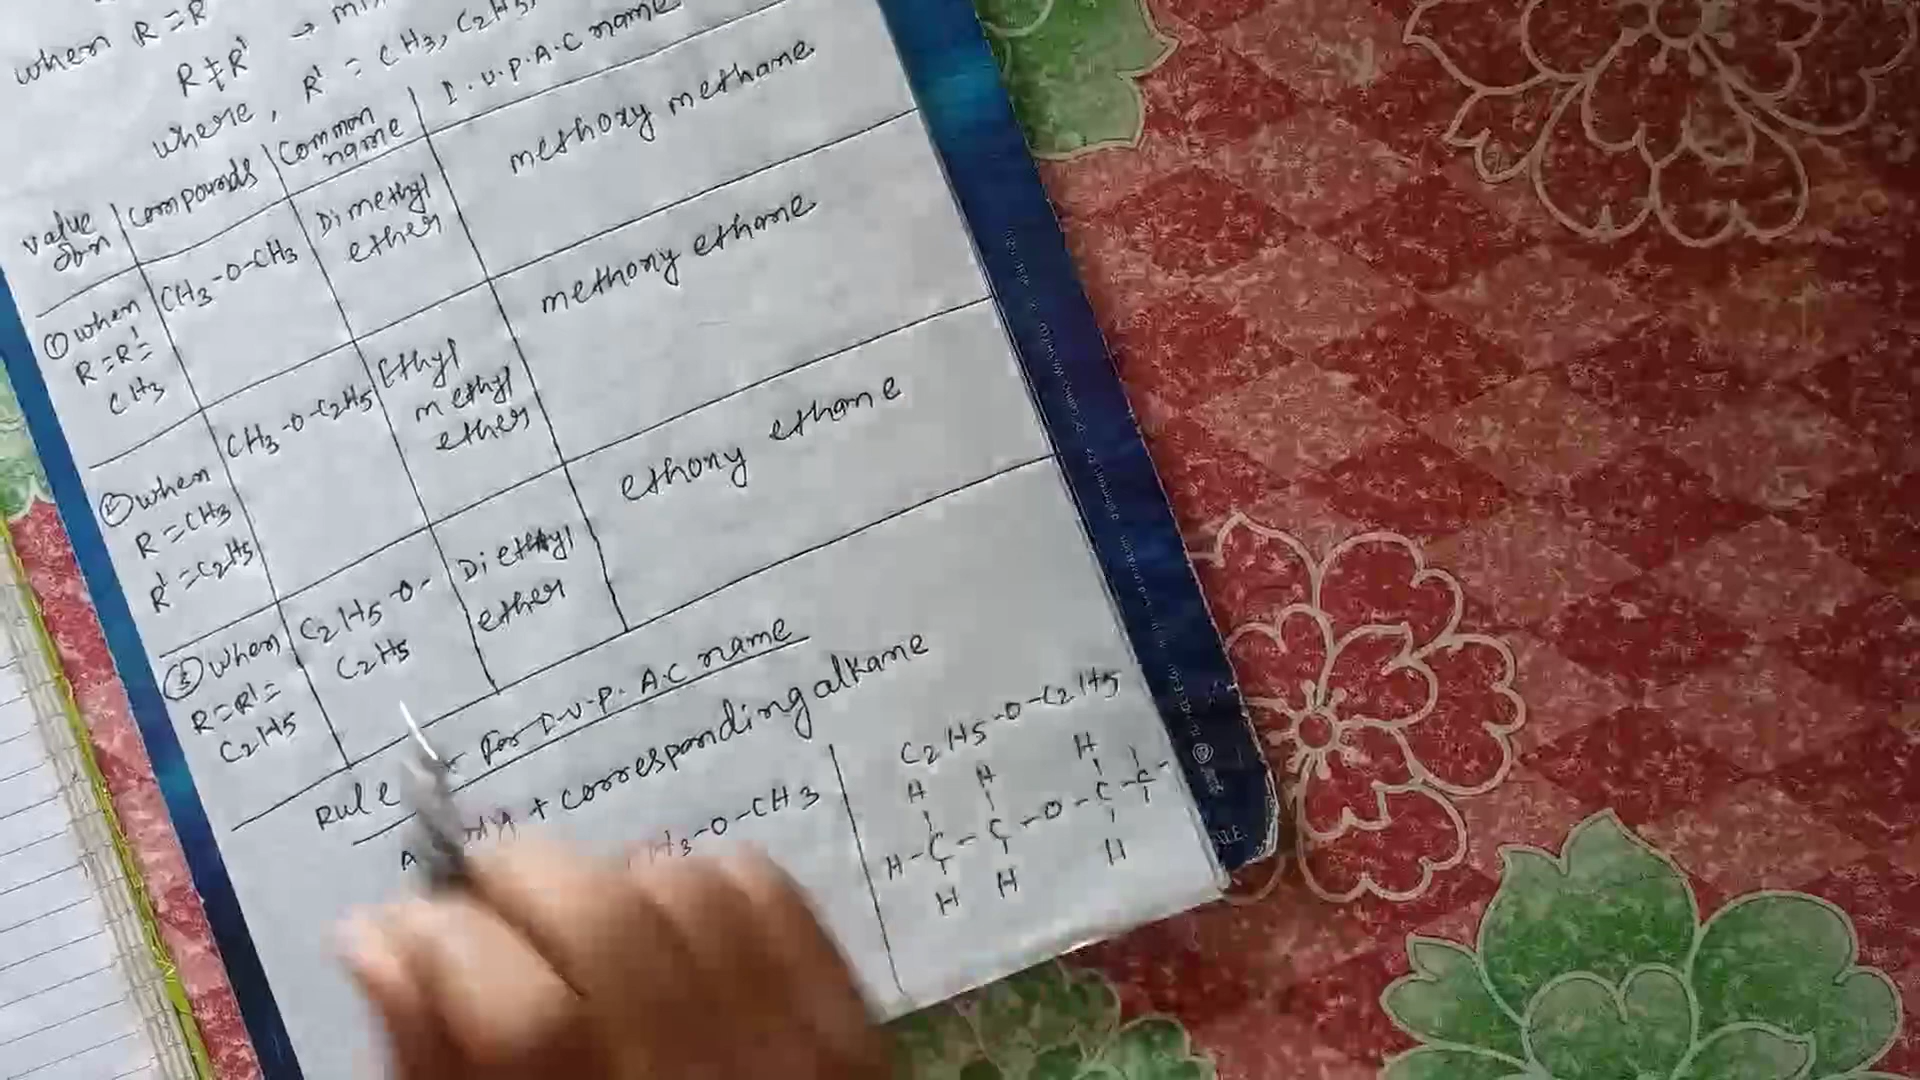 when R = R'
R ≠ R' →
where, R' = CH3, C2H5,
value of n | compounds | Common name | I.U.P.A.C name
① when R = R' = CH3 | CH3-O-CH3 | Dimethyl ether | methoxy methane
② when R = CH3 R' = C2H5 | CH3-O-C2H5 | Ethyl methyl ether | methoxy ethane
③ when R = R' = C2H5 | C2H5-O-C2H5 | Diethyl ether | ethoxy ethane
Rule For I.U.P.A.C name
+ corresponding alkane
H3-O-CH3
C2H5-O-C2H5
H H H
H-C-C-O-C-C-
H H H